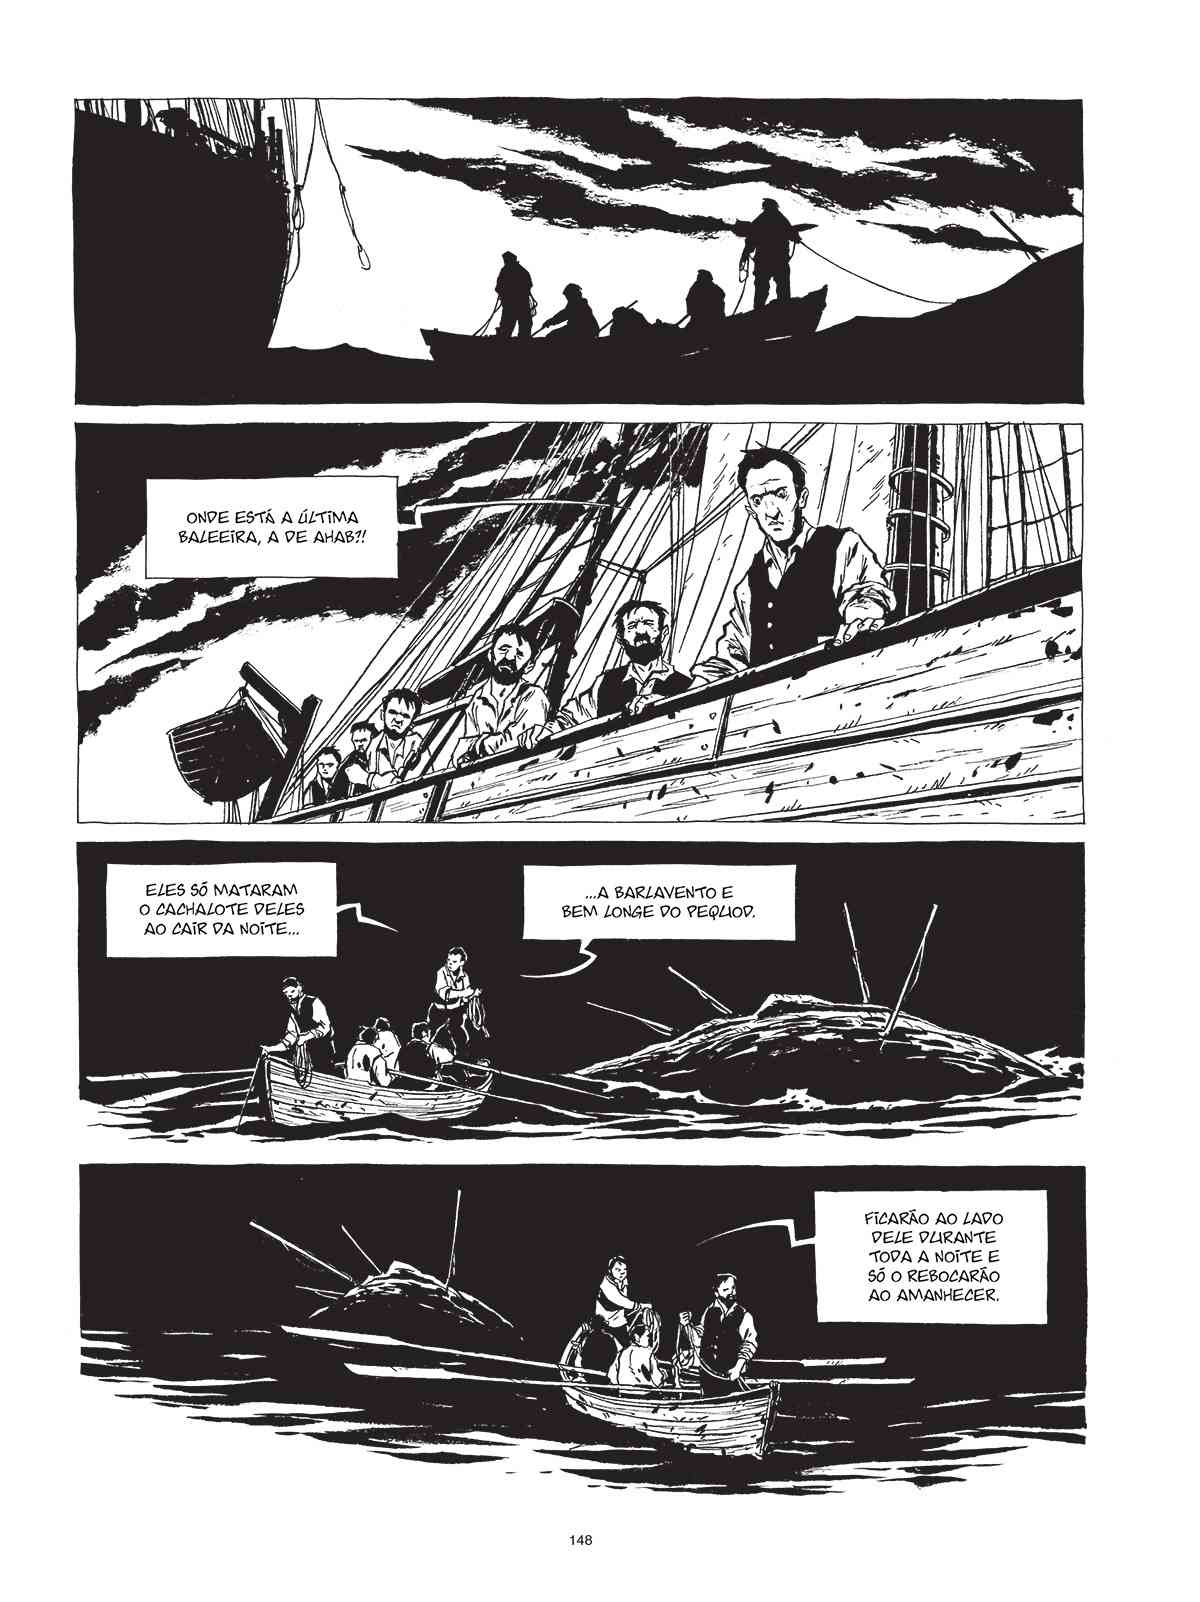 ONDE ESTÁ A ÚLTIMA
BALEEIRA, A DE AHAB?!
ELES SÓ MATARAM
O CACHALOTE DELES
AO CAIR DA NOITE...
...A BARLAVENTO E
BEM LONGE DO PEQUOD.
FICARÃO AO LADO
DELE DURANTE
TODA A NOITE E
SÓ O REBOCARÃO
AO AMANHECER.
148